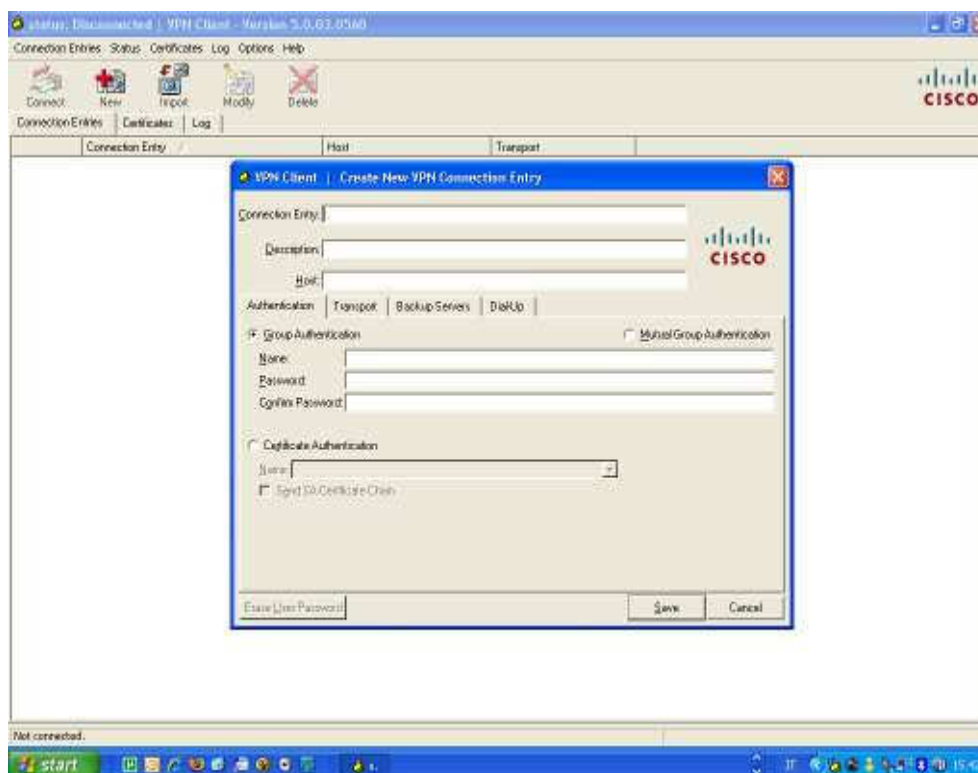 status: Disconnected | VPN Client - Version 5.0.03.0560
Connection Entries Status Certificates Log Options Help
Connect New Import Modify Delete
CISCO
Connection Entries Certificates Log
Connection Entry Host Transport
VPN Client | Create New VPN Connection Entry
Connection Entry:
Description:
Host:
CISCO
Authentication Transport Backup Servers Dial-Up
Group Authentication Mutual Group Authentication
Name:
Password:
Confirm Password:
Certificate Authentication
Name:
Send CA Certificate Chain
Erase User Password Save Cancel
Not connected.
start IT